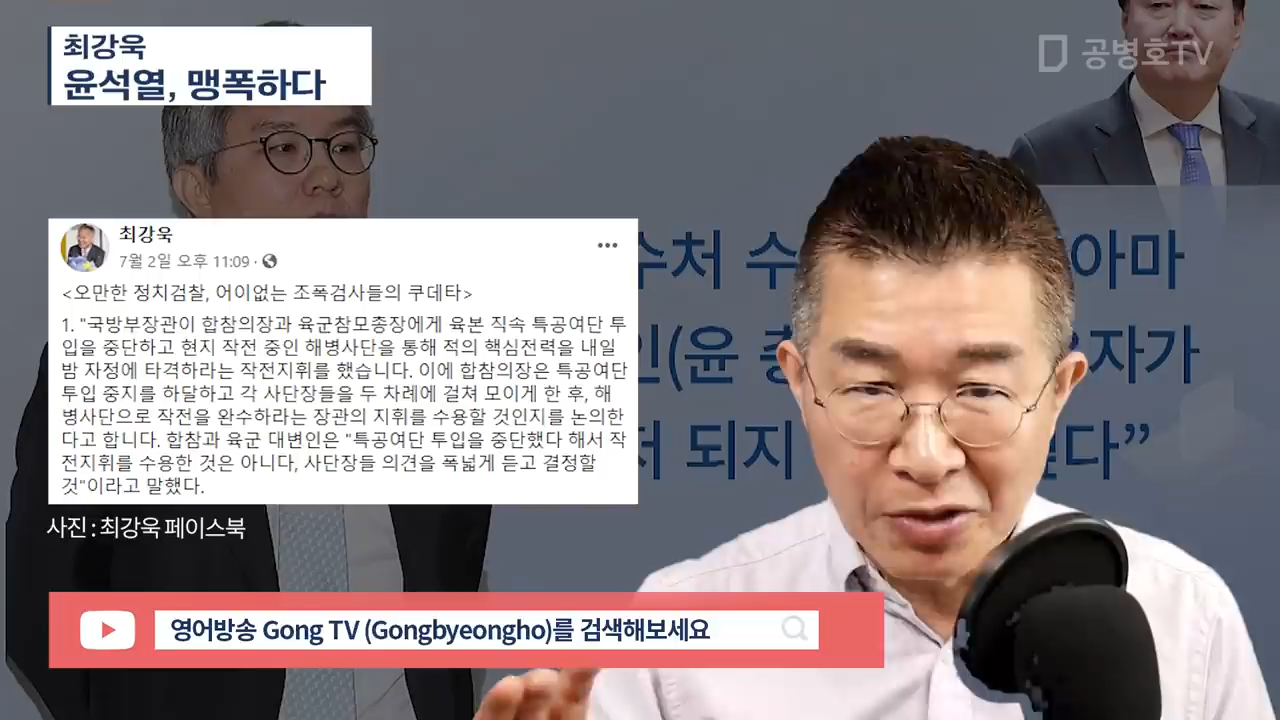 최강욱
윤석열, 맹폭하다
공병호TV
최강욱
7월 2일 오후 11:09 ·
<오만한 정치검찰, 어이없는 조폭검사들의 쿠데타>
1. "국방부장관이 합참의장과 육군참모총장에게 육본 직속 특공여단 투
입을 중단하고 현지 작전 중인 해병사단을 통해 적의 핵심전력을 내일
밤 자정에 타격하라는 작전지휘를 했습니다. 이에 합참의장은 특공여단
투입 중지를 하달하고 각 사단장들을 두 차례에 걸쳐 모이게 한 후, 해
병사단으로 작전을 완수하라는 장관의 지휘를 수용할 것인지를 논의한
다고 합니다. 합참과 육군 대변인은 "특공여단 투입을 중단했다 해서 작
전지휘를 수용한 것은 아니다, 사단장들 의견을 폭넓게 듣고 결정할
것"이라고 말했다.
수처 수 아마
(윤 자가
되지 다”
사진 : 최강욱 페이스북
영어방송 Gong TV (Gongbyeongho)를 검색해보세요